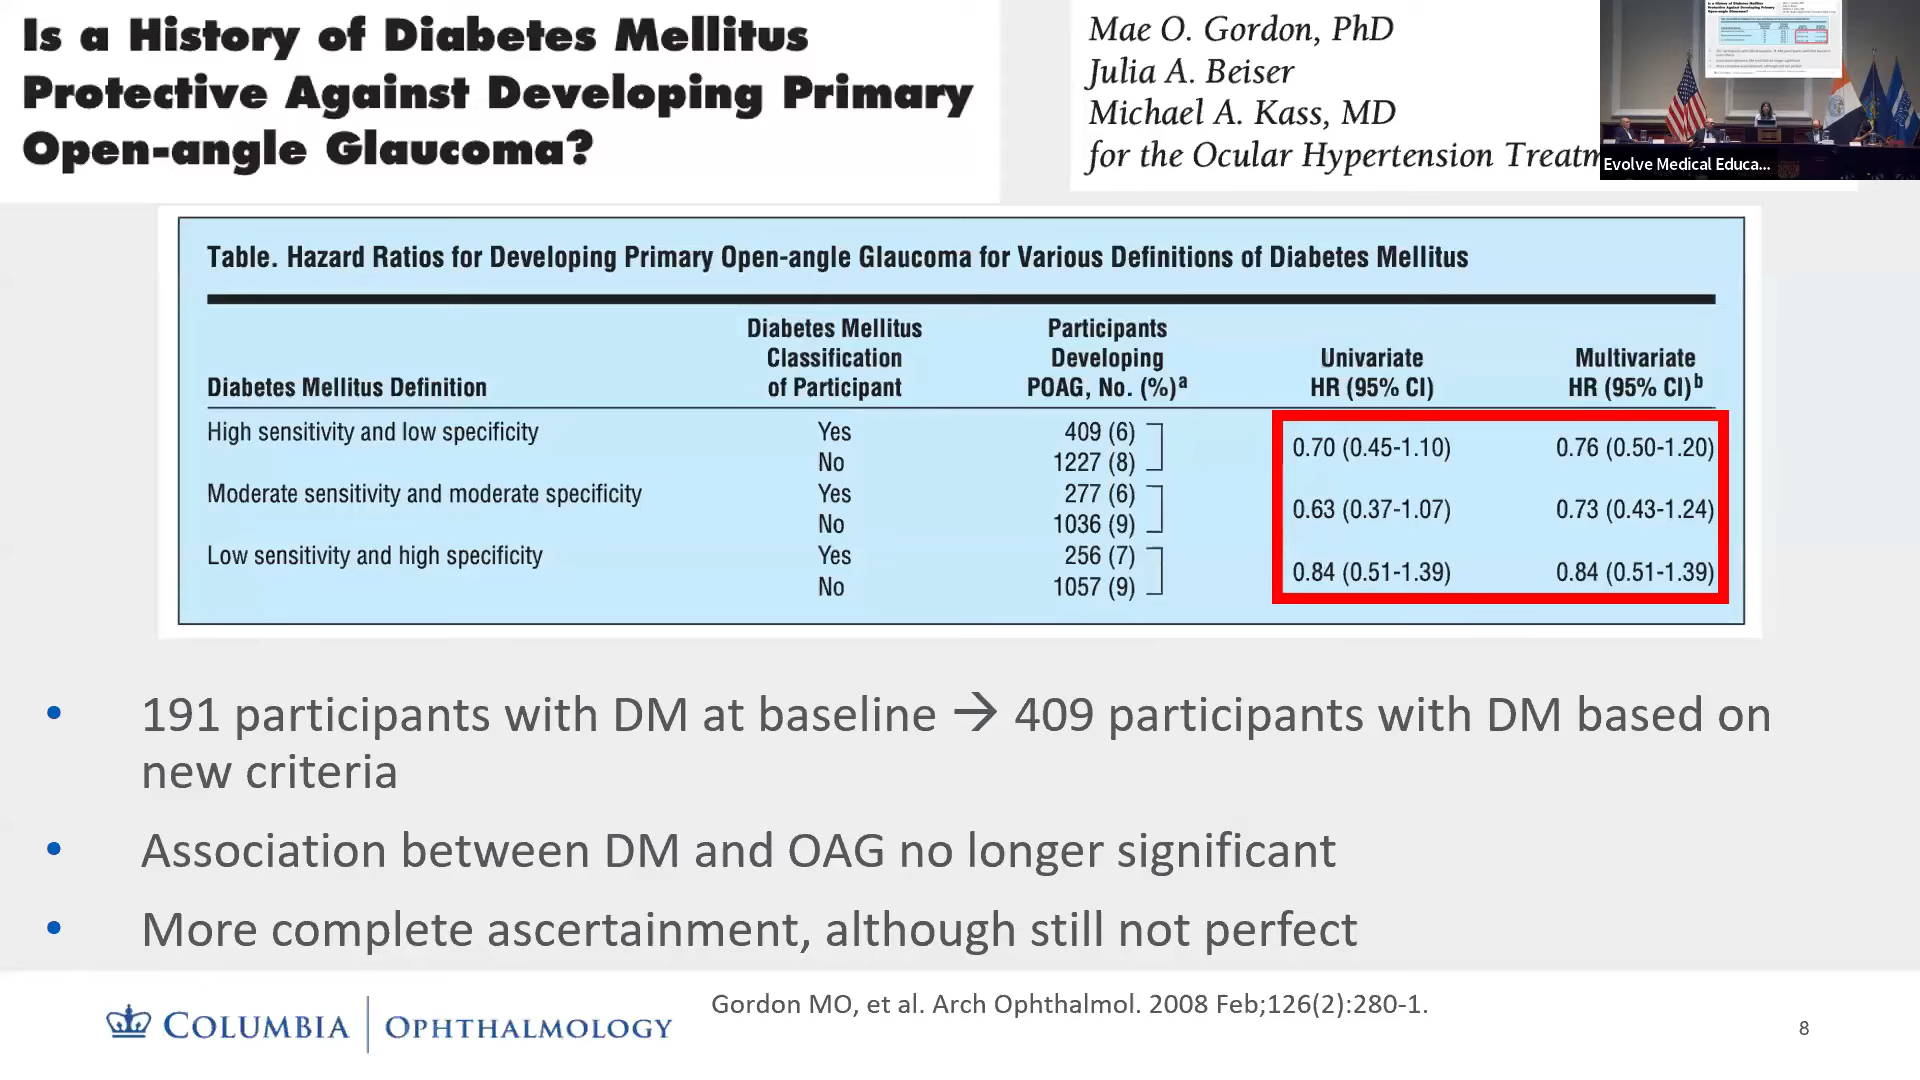 Is a History of Diabetes Mellitus
Protective Against Developing Primary
Open-angle Glaucoma?
Mae O. Gordon, PhD
Julia A. Beiser
Michael A. Kass, MD
for the Ocular Hypertension
Evolve Medical Educa...
Table. Hazard Ratios for Developing Primary Open-angle Glaucoma for Various Definitions of Diabetes Mellitus
Diabetes Mellitus Definition
Diabetes Mellitus
Classification
of Participant
Participants
Developing
POAG, No. (%)a
Univariate
HR (95% CI)
Multivariate
HR (95% CI)b
High sensitivity and low specificity Yes 409 (6) 0.70 (0.45-1.10) 0.76 (0.50-1.20)
No 1227 (8)
Moderate sensitivity and moderate specificity Yes 277 (6) 0.63 (0.37-1.07) 0.73 (0.43-1.24)
No 1036 (9)
Low sensitivity and high specificity Yes 256 (7) 0.84 (0.51-1.39) 0.84 (0.51-1.39)
No 1057 (9)
• 191 participants with DM at baseline → 409 participants with DM based on
new criteria
• Association between DM and OAG no longer significant
• More complete ascertainment, although still not perfect
COLUMBIA | OPHTHALMOLOGY
Gordon MO, et al. Arch Ophthalmol. 2008 Feb;126(2):280-1.
8